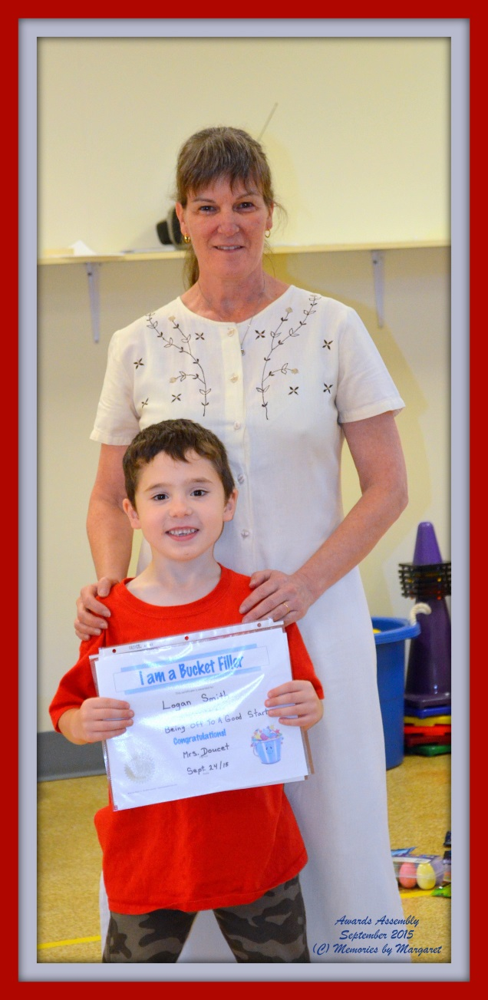 I am a Bucket Filler
Logan Smith
Being Off To A Good Start
Congratulations!
Mrs. Doucet
Sept. 24/15
Awards Assembly
September 2015
(C) Memories by Margaret